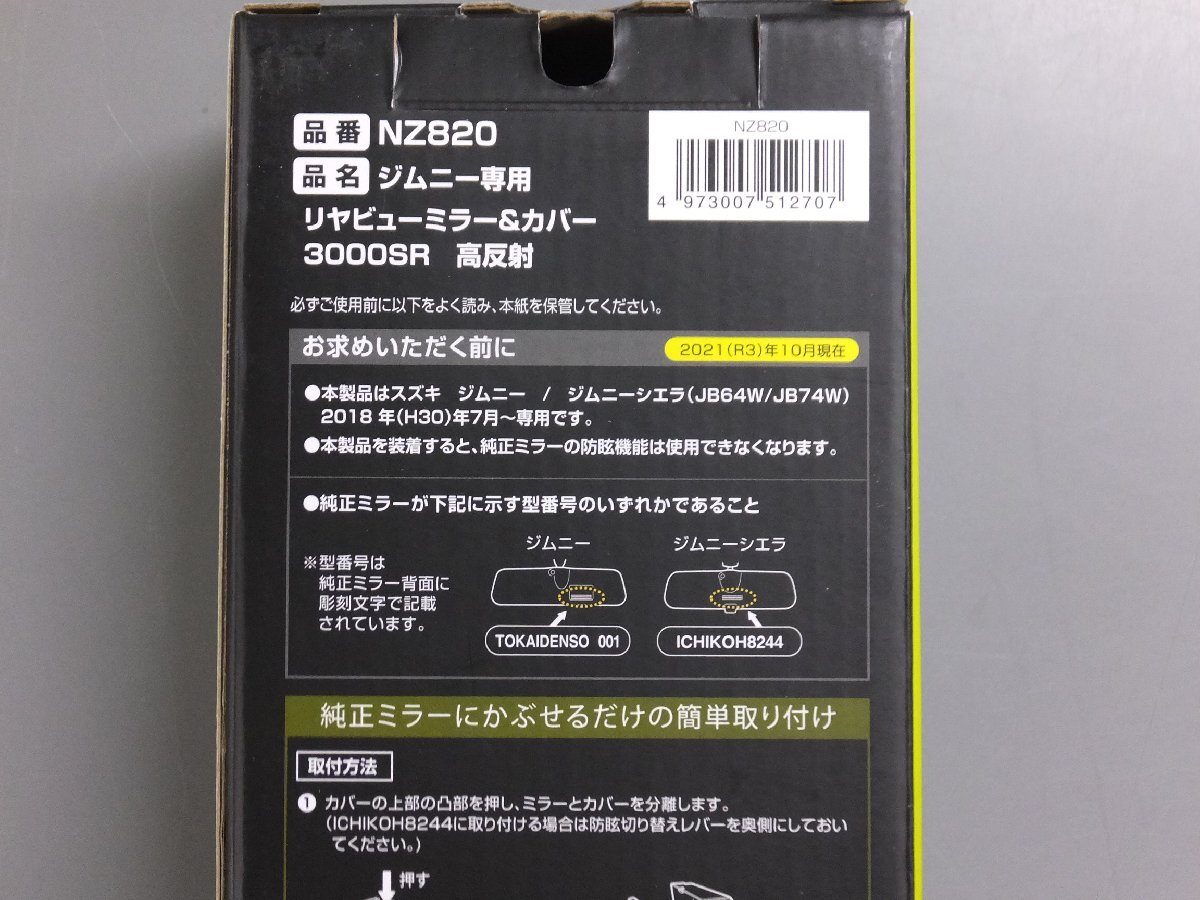 品番 NZ820
品名 ジムニー専用
リヤビューミラー&カバー
3000SR 高反射
NZ820
4 973007 512707
必ずご使用前に以下をよく読み、本紙を保管してください。
お求めいただく前に
2021(R3)年10月現在
●本製品はスズキ ジムニー / ジムニーシエラ(JB64W/JB74W)
2018 年(H30)年7月〜専用です。
●本製品を装着すると、純正ミラーの防眩機能は使用できなくなります。
●純正ミラーが下記に示す型番号のいずれかであること
※型番号は
純正ミラー背面に
彫刻文字で記載
されています。
ジムニー
TOKAIDENSO 001
ジムニーシエラ
ICHIKOH8244
純正ミラーにかぶせるだけの簡単取り付け
取付方法
❶ カバーの上部の凸部を押し、ミラーとカバーを分離します。
(ICHIKOH8244に取り付ける場合は防眩切り替えレバーを奥側にしておい
てください。)
押す